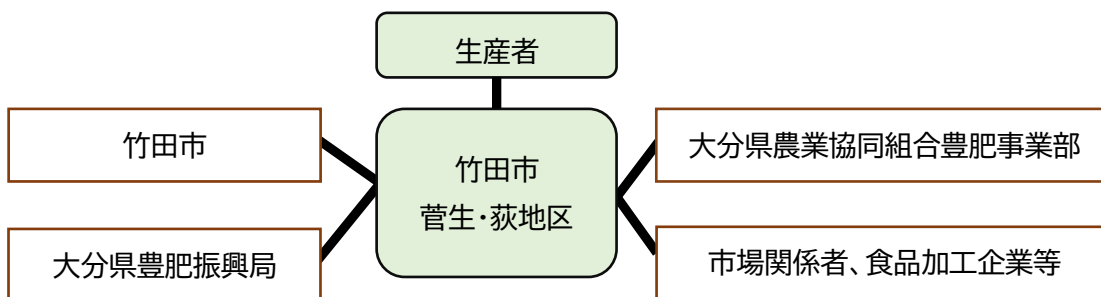 生産者
竹田市
大分県豊肥振興局
竹田市
菅生・荻地区
大分県農業協同組合豊肥事業部
市場関係者、食品加工企業等